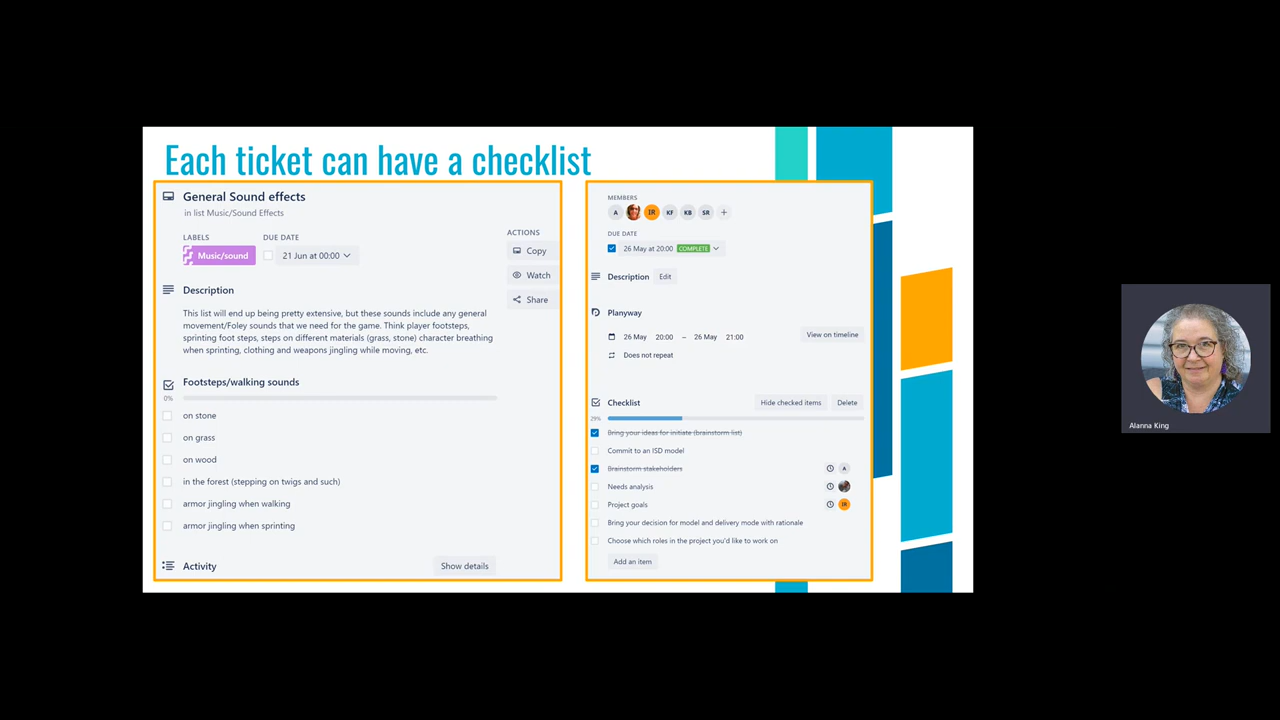 Each ticket can have a checklist
General Sound effects
in list Music/Sound Effects
LABELS
DUE DATE
ACTIONS
Music/sound
21 Jun at 00:00
Copy
Watch
Share
Description
This list will end up being pretty extensive, but these sounds include any general
movement/Foley sounds that we need for the game. Think player footsteps,
sprinting foot steps, steps on different materials (grass, stone) character breathing
when sprinting, clothing and weapons jingling while moving, etc.
Footsteps/walking sounds
0%
on stone
on grass
on wood
in the forest (stepping on twigs and such)
armor jingling when walking
armor jingling when sprinting
Activity
Show details
MEMBERS
A IR KF KB SR +
DUE DATE
26 May at 20:00 COMPLETE
Description Edit
Planyway
26 May 20:00 – 26 May 21:00
View on timeline
Does not repeat
Checklist
Hide checked items
Delete
29%
Bring your ideas for initiate (brainstorm list)
Commit to an ISD model
Brainstorm stakeholders A
Needs analysis
Project goals IR
Bring your decision for model and delivery mode with rationale
Choose which roles in the project you'd like to work on
Add an item
Alanna King